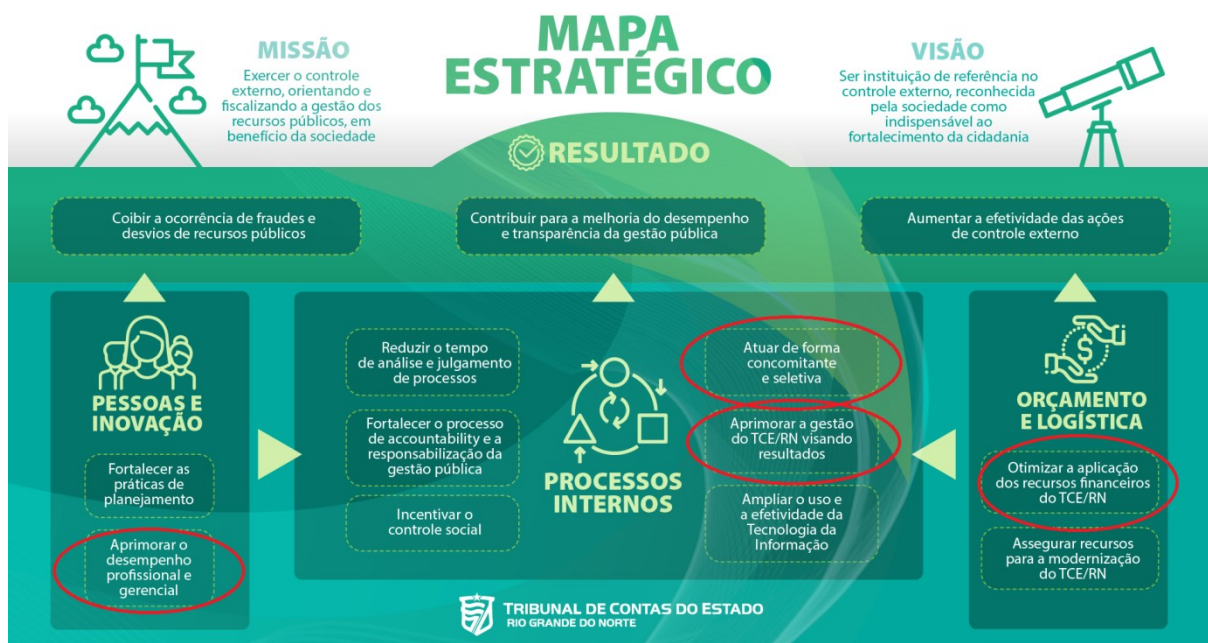 MAPA
ESTRATÉGICO
MISSÃO
Exercer o controle
externo, orientando e
fiscalizando a gestão dos
recursos públicos, em
benefício da sociedade
VISÃO
Ser instituição de referência no
controle externo, reconhecida
pela sociedade como
indispensável ao
fortalecimento da cidadania
RESULTADO
Coibir a ocorrência de fraudes e
desvios de recursos públicos
Contribuir para a melhoria do desempenho
e transparência da gestão pública
Aumentar a efetividade das ações
de controle externo
PESSOAS E
INOVAÇÃO
Fortalecer as
práticas de
planejamento
Aprimorar o
desempenho
profissional e
gerencial
Reduzir o tempo
de análise e julgamento
de processos
Fortalecer o processo
de accountability e a
responsabilização da
gestão pública
Incentivar o
controle social
PROCESSOS
INTERNOS
Atuar de forma
concomitante
e seletiva
Aprimorar a gestão
do TCE/RN visando
resultados
Ampliar o uso e
a efetividade da
Tecnologia da
Informação
$
ORÇAMENTO
E LOGÍSTICA
Otimizar a aplicação
dos recursos financeiros
do TCE/RN
Assegurar recursos
para a modernização
do TCE/RN
TRIBUNAL DE CONTAS DO ESTADO
RIO GRANDE DO NORTE